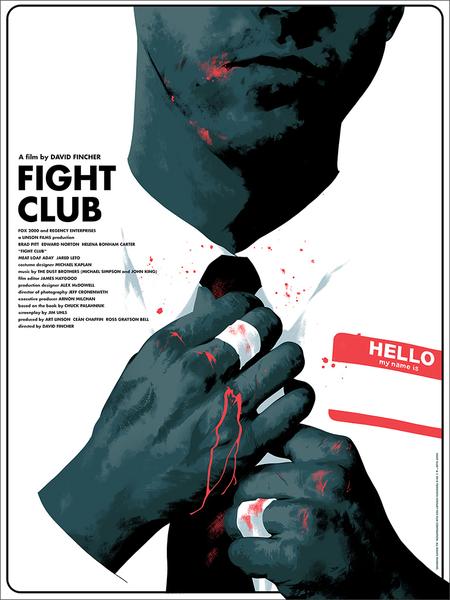 A film by DAVID FINCHER
FIGHT
CLUB
FOX 2000 and REGENCY ENTERPRISES
a LINSON FILMS production
BRAD PITT EDWARD NORTON HELENA BONHAM CARTER
"FIGHT CLUB"
MEAT LOAF ADAY JARED LETO
costume designer MICHAEL KAPLAN
music by THE DUST BROTHERS (MICHAEL SIMPSON and JOHN KING)
film editor JAMES HAYGOOD
production designer ALEX McDOWELL
director of photography JEFF CRONENWETH
executive producer ARNON MILCHAN
based on the book by CHUCK PALAHNIUK
screenplay by JIM UHLS
produced by ART LINSON CEÁN CHAFFIN ROSS GRAYSON BELL
directed by DAVID FINCHER
HELLO
my name is